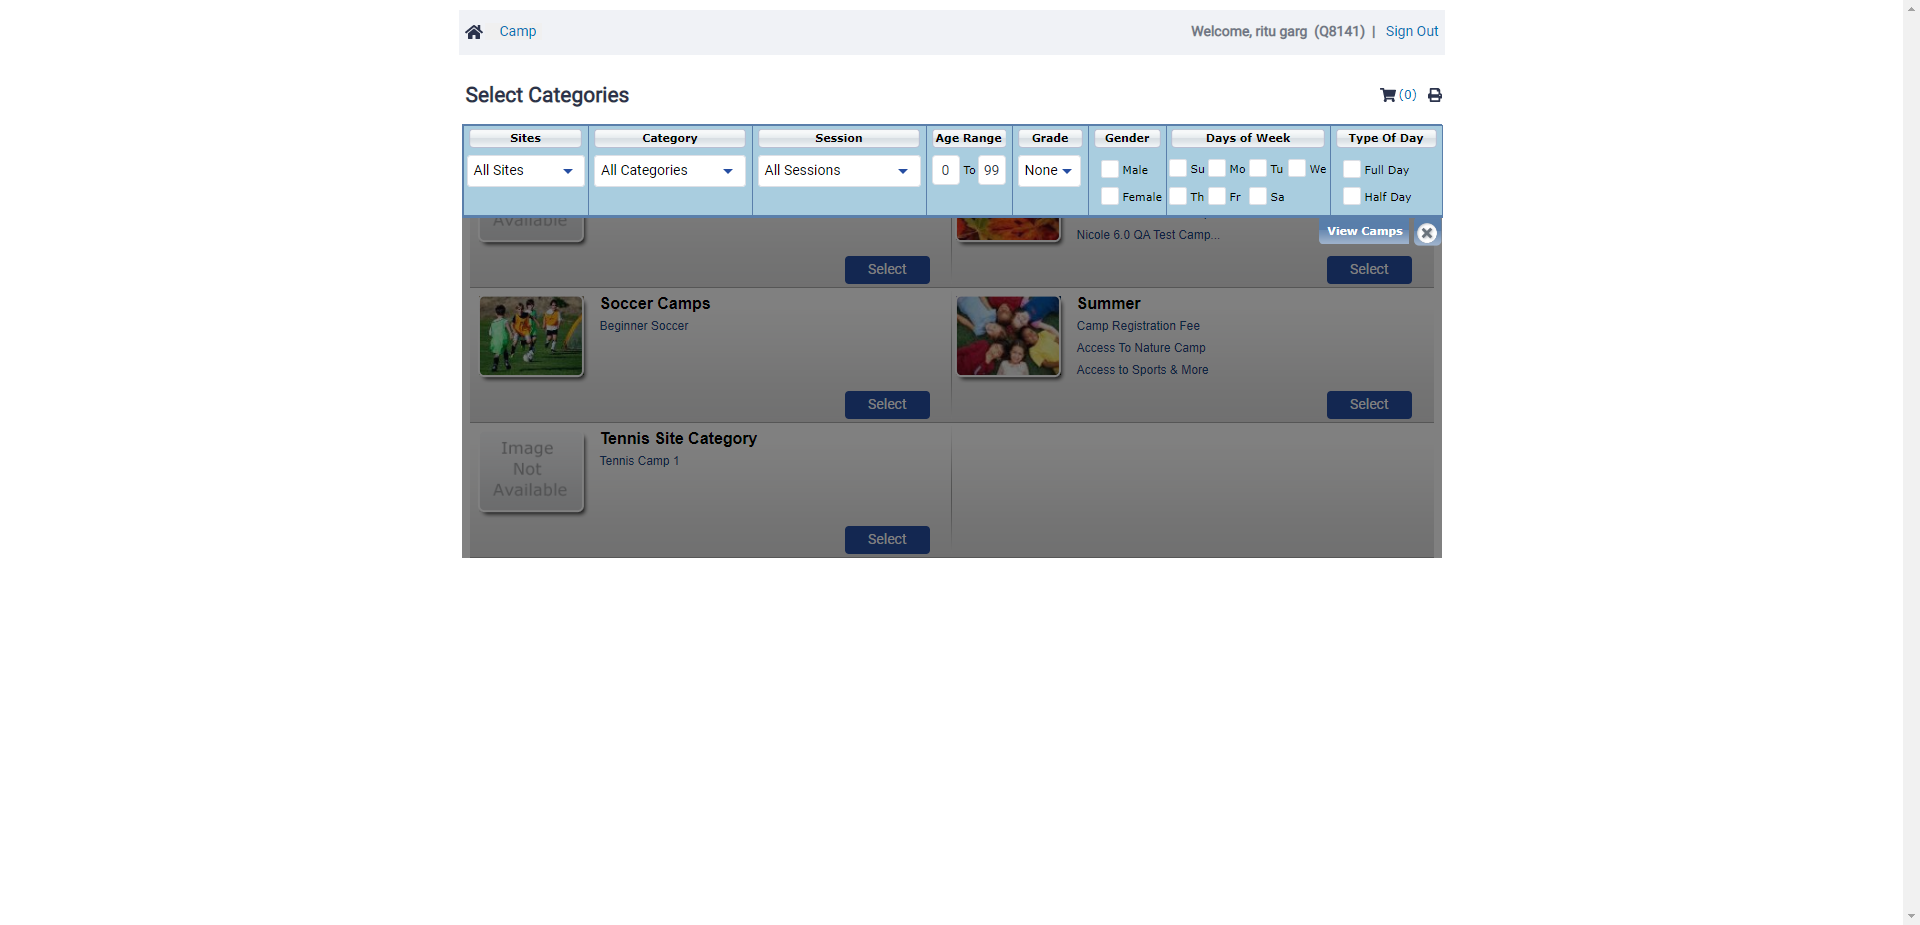 Camp
Welcome, ritu garg (Q8141) | Sign Out
Select Categories
(0)
Sites
Category
Session
Age Range
Grade
Gender
Days of Week
Type Of Day
All Sites
All Categories
All Sessions
0 To 99
None
Male
Female
Su Mo Tu We
Th Fr Sa
Full Day
Half Day
Available
Nicole 6.0 QA Test Camp...
View Camps
Select
Select
Soccer Camps
Beginner Soccer
Select
Summer
Camp Registration Fee
Access To Nature Camp
Access to Sports & More
Select
Image
Not
Available
Tennis Site Category
Tennis Camp 1
Select